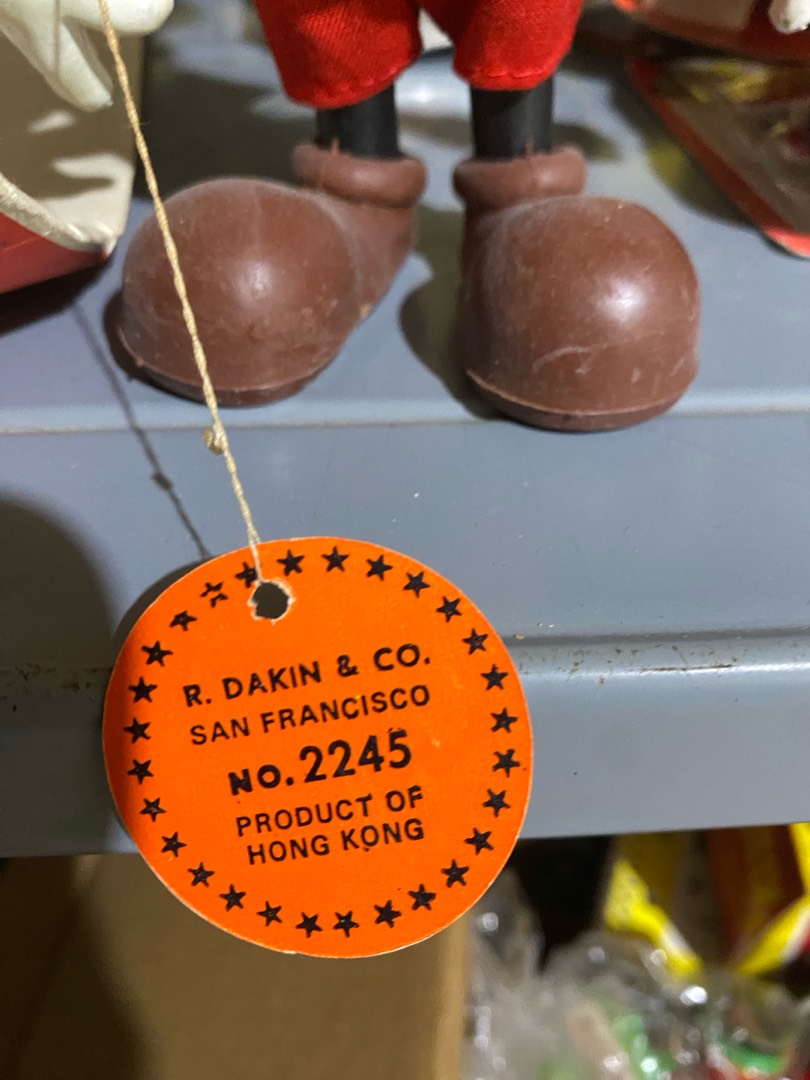 R. DAKIN & CO.
SAN FRANCISCO
NO. 2245
PRODUCT OF
HONG KONG